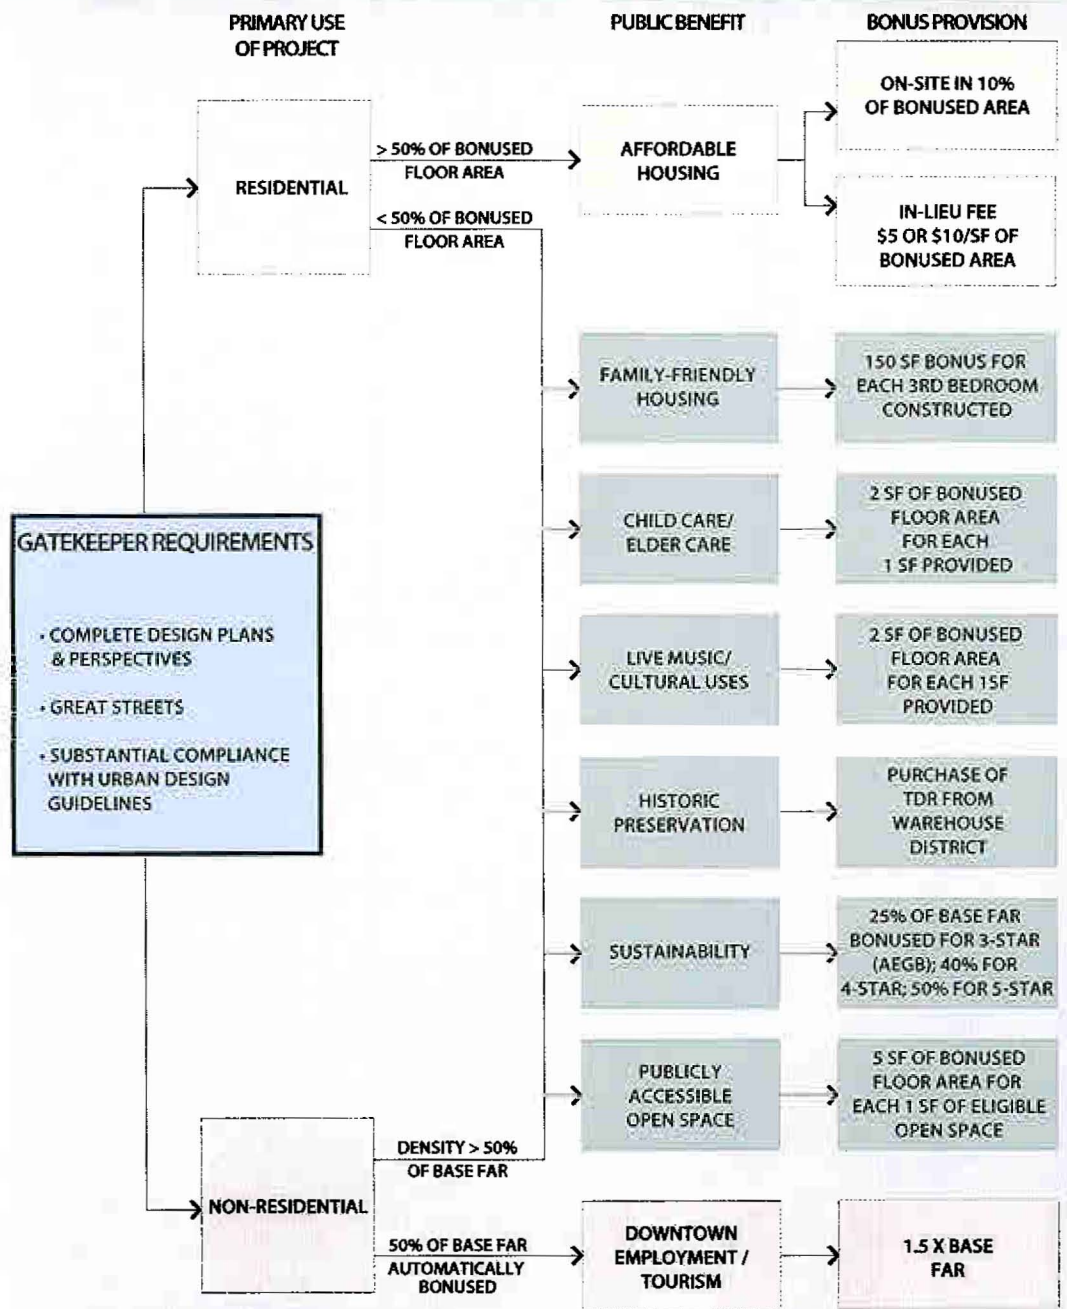 PRIMARY USE
OF PROJECT
PUBLIC BENEFIT
BONUS PROVISION
RESIDENTIAL
> 50% OF BONUSED
FLOOR AREA
< 50% OF BONUSED
FLOOR AREA
AFFORDABLE
HOUSING
ON-SITE IN 10%
OF BONUSED AREA
IN-LIEU FEE
$5 OR $10/SF OF
BONUSED AREA
FAMILY-FRIENDLY
HOUSING
150 SF BONUS FOR
EACH 3RD BEDROOM
CONSTRUCTED
CHILD CARE/
ELDER CARE
2 SF OF BONUSED
FLOOR AREA
FOR EACH
1 SF PROVIDED
GATEKEEPER REQUIREMENTS
• COMPLETE DESIGN PLANS
& PERSPECTIVES
• GREAT STREETS
• SUBSTANTIAL COMPLIANCE
WITH URBAN DESIGN
GUIDELINES
LIVE MUSIC/
CULTURAL USES
2 SF OF BONUSED
FLOOR AREA
FOR EACH 1SF
PROVIDED
HISTORIC
PRESERVATION
PURCHASE OF
TDR FROM
WAREHOUSE
DISTRICT
SUSTAINABILITY
25% OF BASE FAR
BONUSED FOR 3-STAR
(AEGB); 40% FOR
4-STAR; 50% FOR 5-STAR
PUBLICLY
ACCESSIBLE
OPEN SPACE
5 SF OF BONUSED
FLOOR AREA FOR
EACH 1 SF OF ELIGIBLE
OPEN SPACE
NON-RESIDENTIAL
DENSITY > 50%
OF BASE FAR
50% OF BASE FAR
AUTOMATICALLY
BONUSED
DOWNTOWN
EMPLOYMENT /
TOURISM
1.5 X BASE
FAR